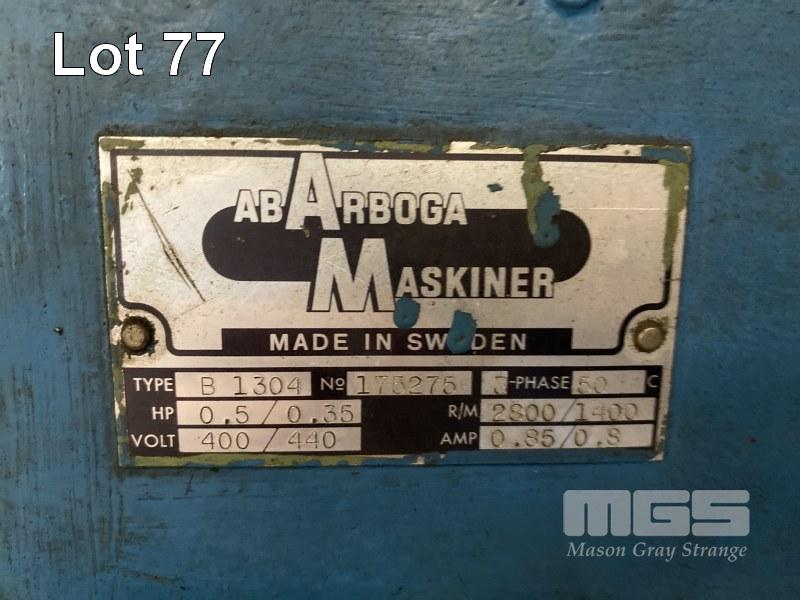 Lot 77
AB ARBOGA
MASKINER
MADE IN SWEDEN
TYPE B 1304 No 175275 3-PHASE 50 C
HP 0.5/0.35 R/M 2800/1400
VOLT 400/440 AMP 0.85/0.8
MGS
Mason Gray Strange